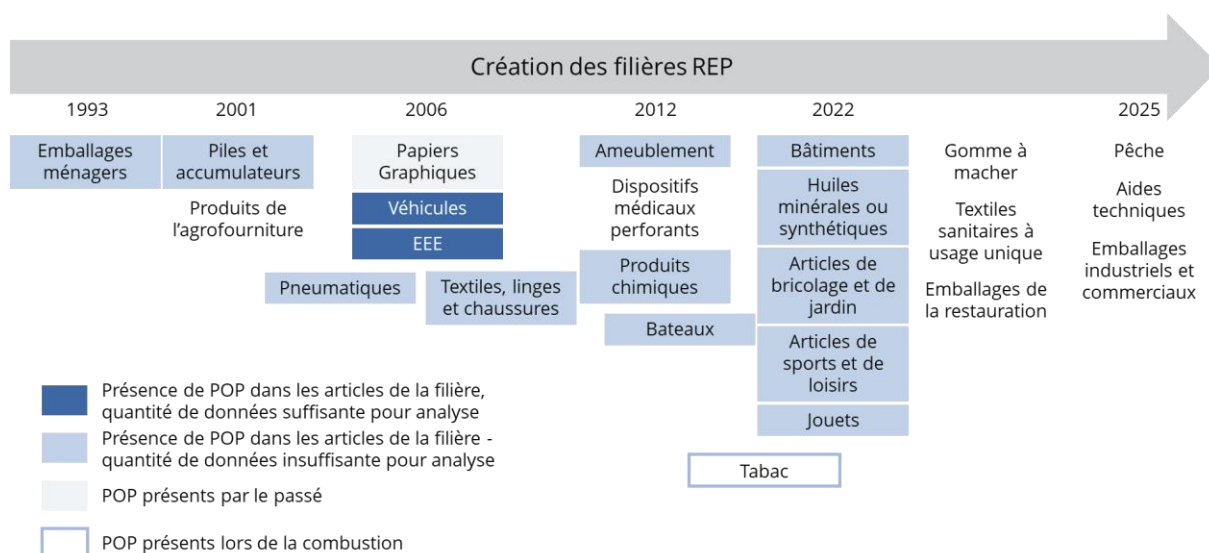 Création des filières REP
1993
2001
2006
2012
2022
2025
Emballages
ménagers
Piles et
accumulateurs
Produits de
l'agrofourniture
Pneumatiques
Papiers
Graphiques
Véhicules
EEE
Textiles, linges
et chaussures
Ameublement
Dispositifs
médicaux
perforants
Produits
chimiques
Bateaux
Bâtiments
Huiles
minérales ou
synthétiques
Articles de
bricolage et de
jardin
Articles de
sports et de
loisirs
Jouets
Tabac
Gomme à
macher
Textiles
sanitaires à
usage unique
Emballages de
la restauration
Pêche
Aides
techniques
Emballages
industriels et
commerciaux
Présence de POP dans les articles de la filière,
quantité de données suffisante pour analyse
Présence de POP dans les articles de la filière -
quantité de données insuffisante pour analyse
POP présents par le passé
POP présents lors de la combustion